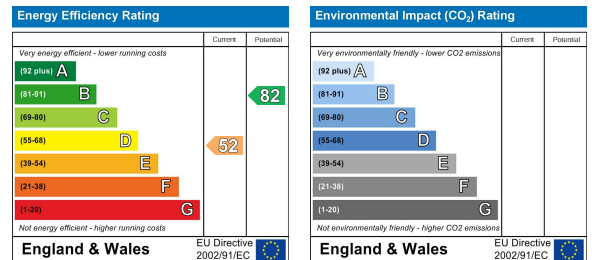 Energy Efficiency Rating
Current Potential
Very energy efficient - lower running costs
(92 plus) A
(81-91) B
(69-80) C
(55-68) D
(39-54) E
(21-38) F
(1-20) G
82
52
Not energy efficient - higher running costs
England & Wales
EU Directive
2002/91/EC
Environmental Impact (CO2) Rating
Current Potential
Very environmentally friendly - lower CO2 emissions
(92 plus) A
(81-91) B
(69-80) C
(55-68) D
(39-54) E
(21-38) F
(1-20) G
Not environmentally friendly - higher CO2 emissions
England & Wales
EU Directive
2002/91/EC